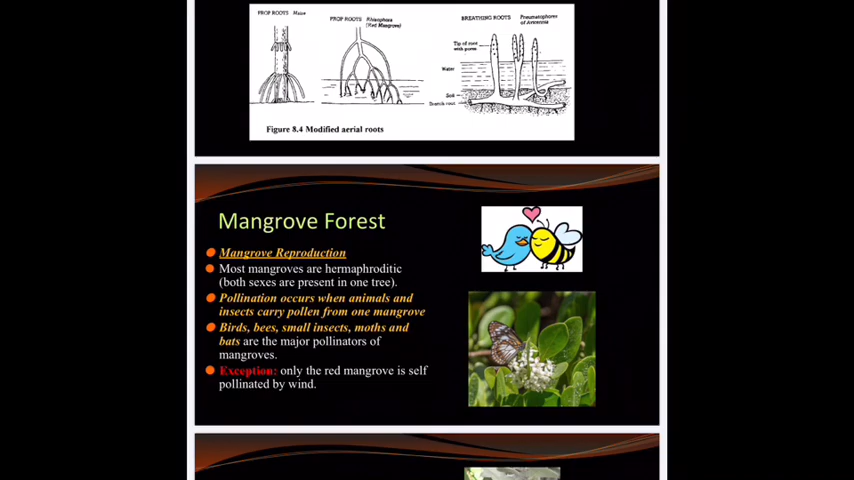 PROP ROOTS Maize
PROP ROOTS Rhizophora
(Red Mangrove)
BREATHING ROOTS Pneumatophores
of Avicennia
Tip of root
with pores
Water
Soil
Branch root
Figure 8.4 Modified aerial roots
Mangrove Forest
Mangrove Reproduction
Most mangroves are hermaphroditic
(both sexes are present in one tree).
Pollination occurs when animals and
insects carry pollen from one mangrove
Birds, bees, small insects, moths and
bats are the major pollinators of
mangroves.
Exception: only the red mangrove is self
pollinated by wind.